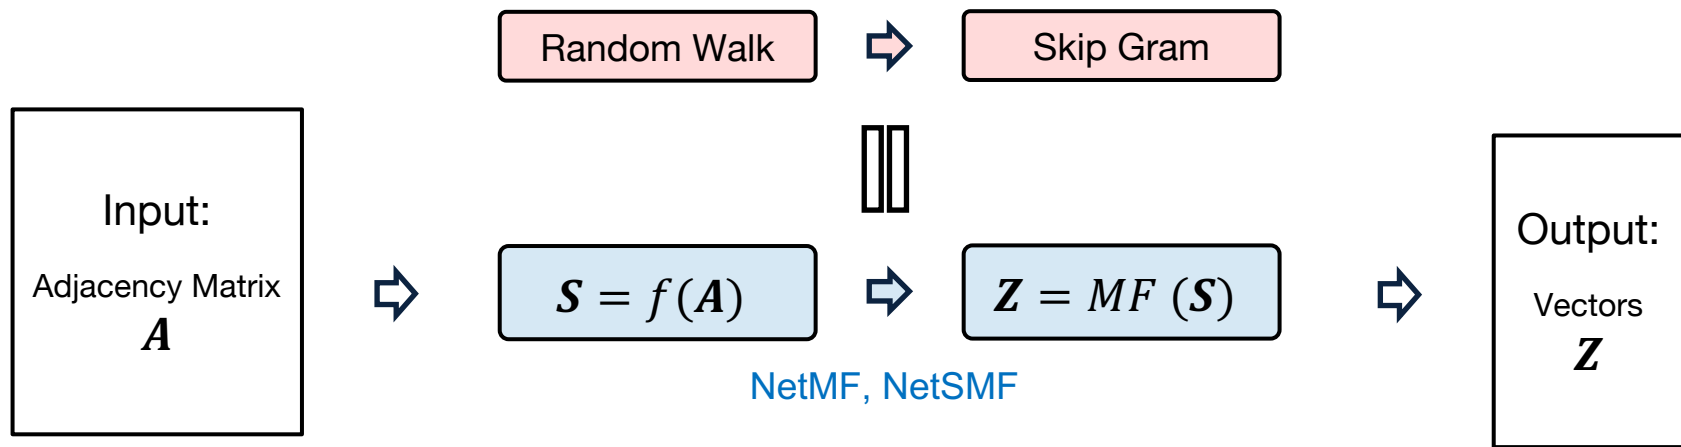 Random Walk
Skip Gram
Input:
Adjacency Matrix
A
S = f(A)
Z = MF (S)
NetMF, NetSMF
Output:
Vectors
Z